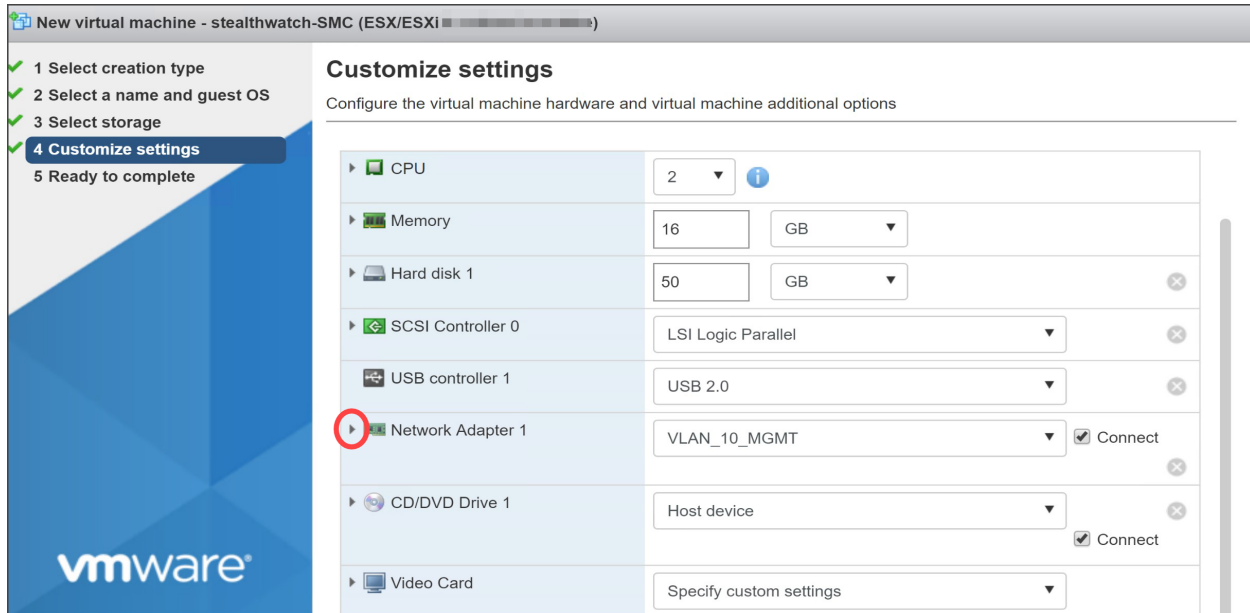 New virtual machine - stealthwatch-SMC (ESX/ESXi )
1 Select creation type
2 Select a name and guest OS
3 Select storage
4 Customize settings
5 Ready to complete
vmware®
Customize settings
Configure the virtual machine hardware and virtual machine additional options
CPU 2
Memory 16 GB
Hard disk 1 50 GB
SCSI Controller 0 LSI Logic Parallel
USB controller 1 USB 2.0
Network Adapter 1 VLAN_10_MGMT Connect
CD/DVD Drive 1 Host device
Connect
Video Card Specify custom settings